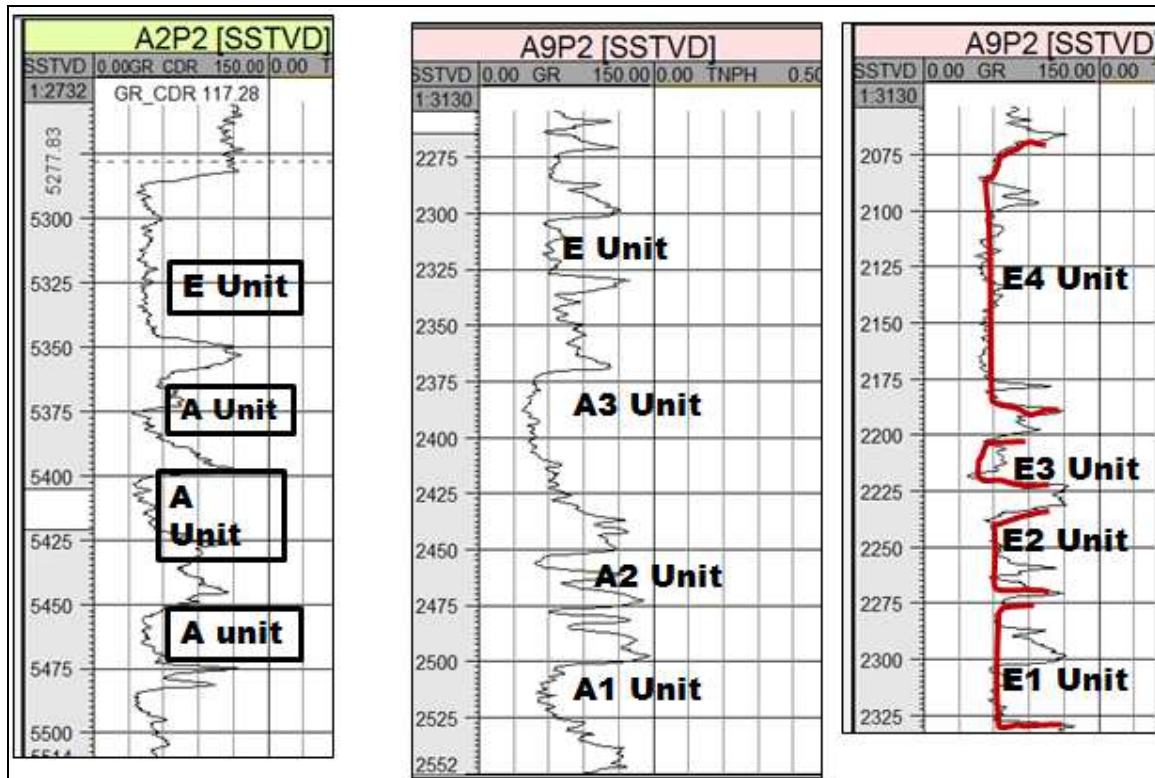 A2P2 [SSTVD]
SSTVD 0.00 GR CDR 150.00 0.00 T
1:2732 GR_CDR 117.28
5277.83
5300
E Unit
5325
5350
5375
A Unit
5400
A
Unit
5425
5450
A unit
5475
5500
5514
A9P2 [SSTVD]
SSTVD 0.00 GR 150.00 0.00 TNPH 0.50
1:3130
2275
2300
E Unit
2325
2350
2375
A3 Unit
2400
2425
2450
A2 Unit
2475
2500
A1 Unit
2525
2552
A9P2 [SSTVD
SSTVD 0.00 GR 150.00 0.00 T
1:3130
2075
2100
2125
E4 Unit
2150
2175
2200
E3 Unit
2225
2250
E2 Unit
2275
2300
E1 Unit
2325